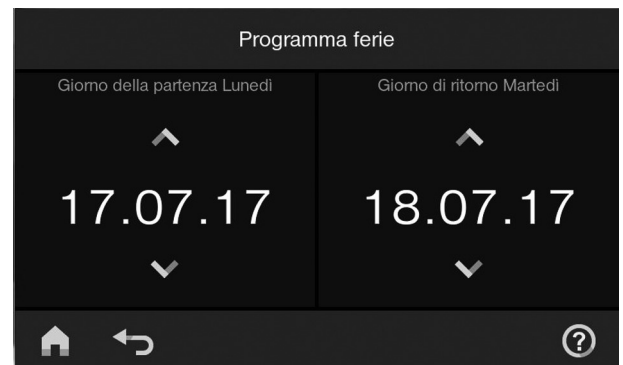 Programma ferie
Giorno della partenza Lunedì
Giorno di ritorno Martedì
17.07.17
18.07.17
?